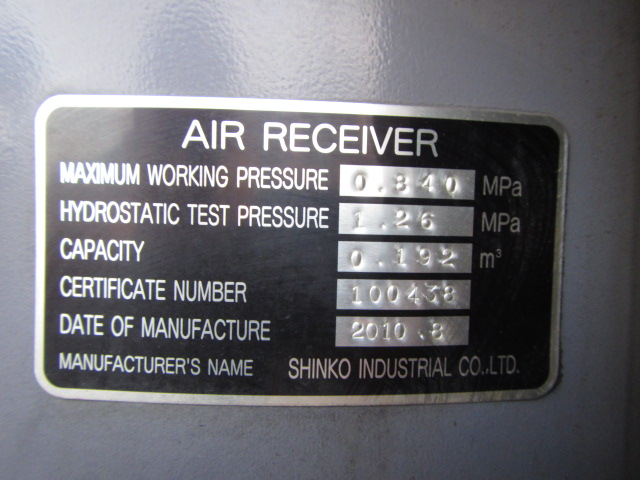 AIR RECEIVER
MAXIMUM WORKING PRESSURE 0.840 MPa
HYDROSTATIC TEST PRESSURE 1.26 MPa
CAPACITY 0.192 m³
CERTIFICATE NUMBER 100438
DATE OF MANUFACTURE 2010.8
MANUFACTURER'S NAME SHINKO INDUSTRIAL CO.,LTD.